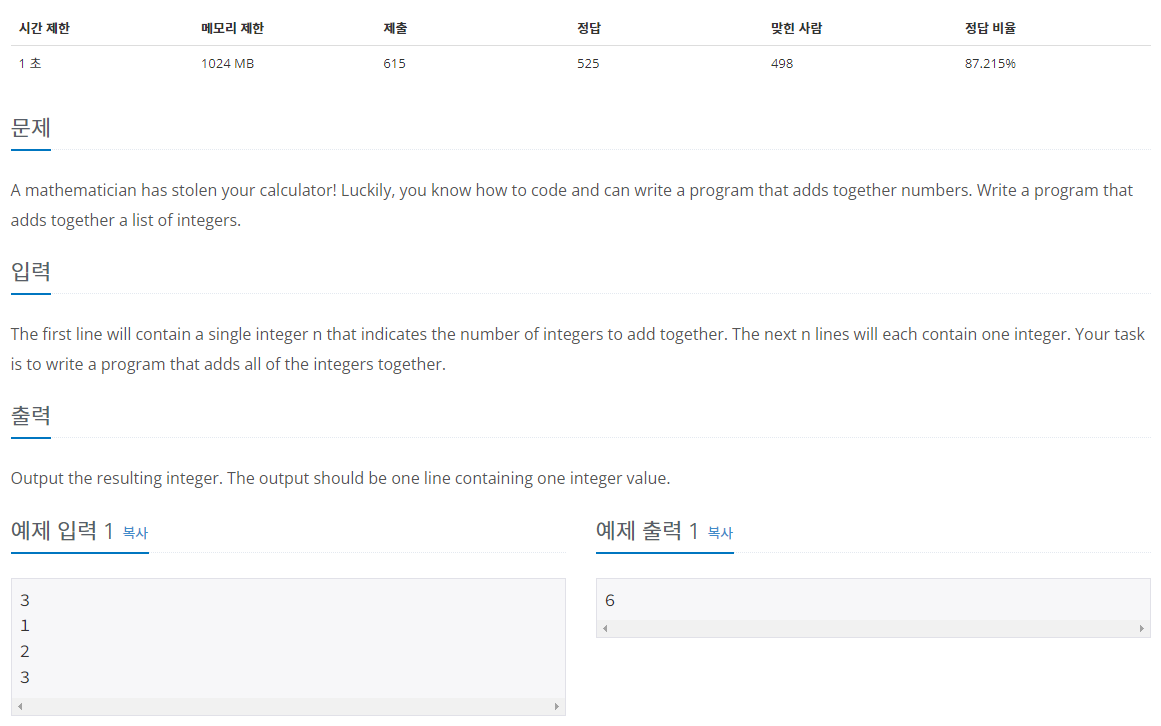 시간 제한 메모리 제한 제출 정답 맞힌 사람 정답 비율
1 초 1024 MB 615 525 498 87.215%
문제
A mathematician has stolen your calculator! Luckily, you know how to code and can write a program that adds together numbers. Write a program that
adds together a list of integers.
입력
The first line will contain a single integer n that indicates the number of integers to add together. The next n lines will each contain one integer. Your task
is to write a program that adds all of the integers together.
출력
Output the resulting integer. The output should be one line containing one integer value.
예제 입력 1 복사
3
1
2
3
예제 출력 1 복사
6